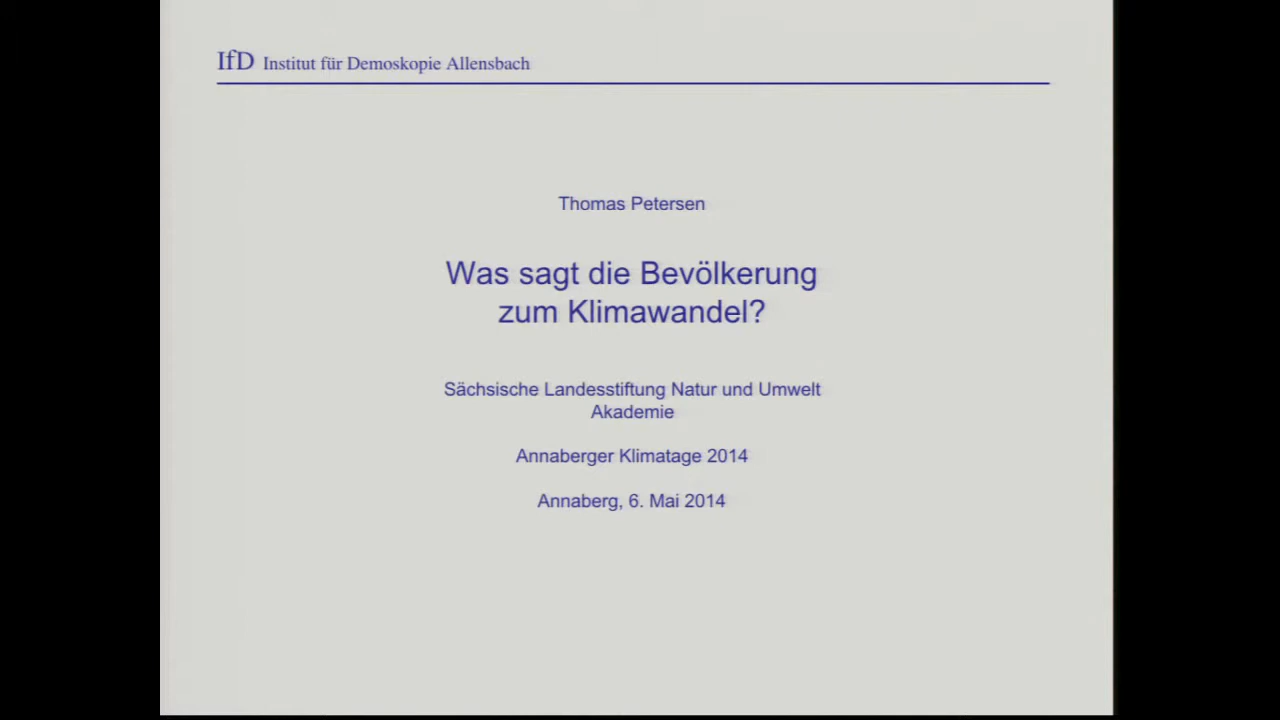 IfD Institut für Demoskopie Allensbach
Thomas Petersen
Was sagt die Bevölkerung
zum Klimawandel?
Sächsische Landesstiftung Natur und Umwelt
Akademie
Annaberger Klimatage 2014
Annaberg, 6. Mai 2014